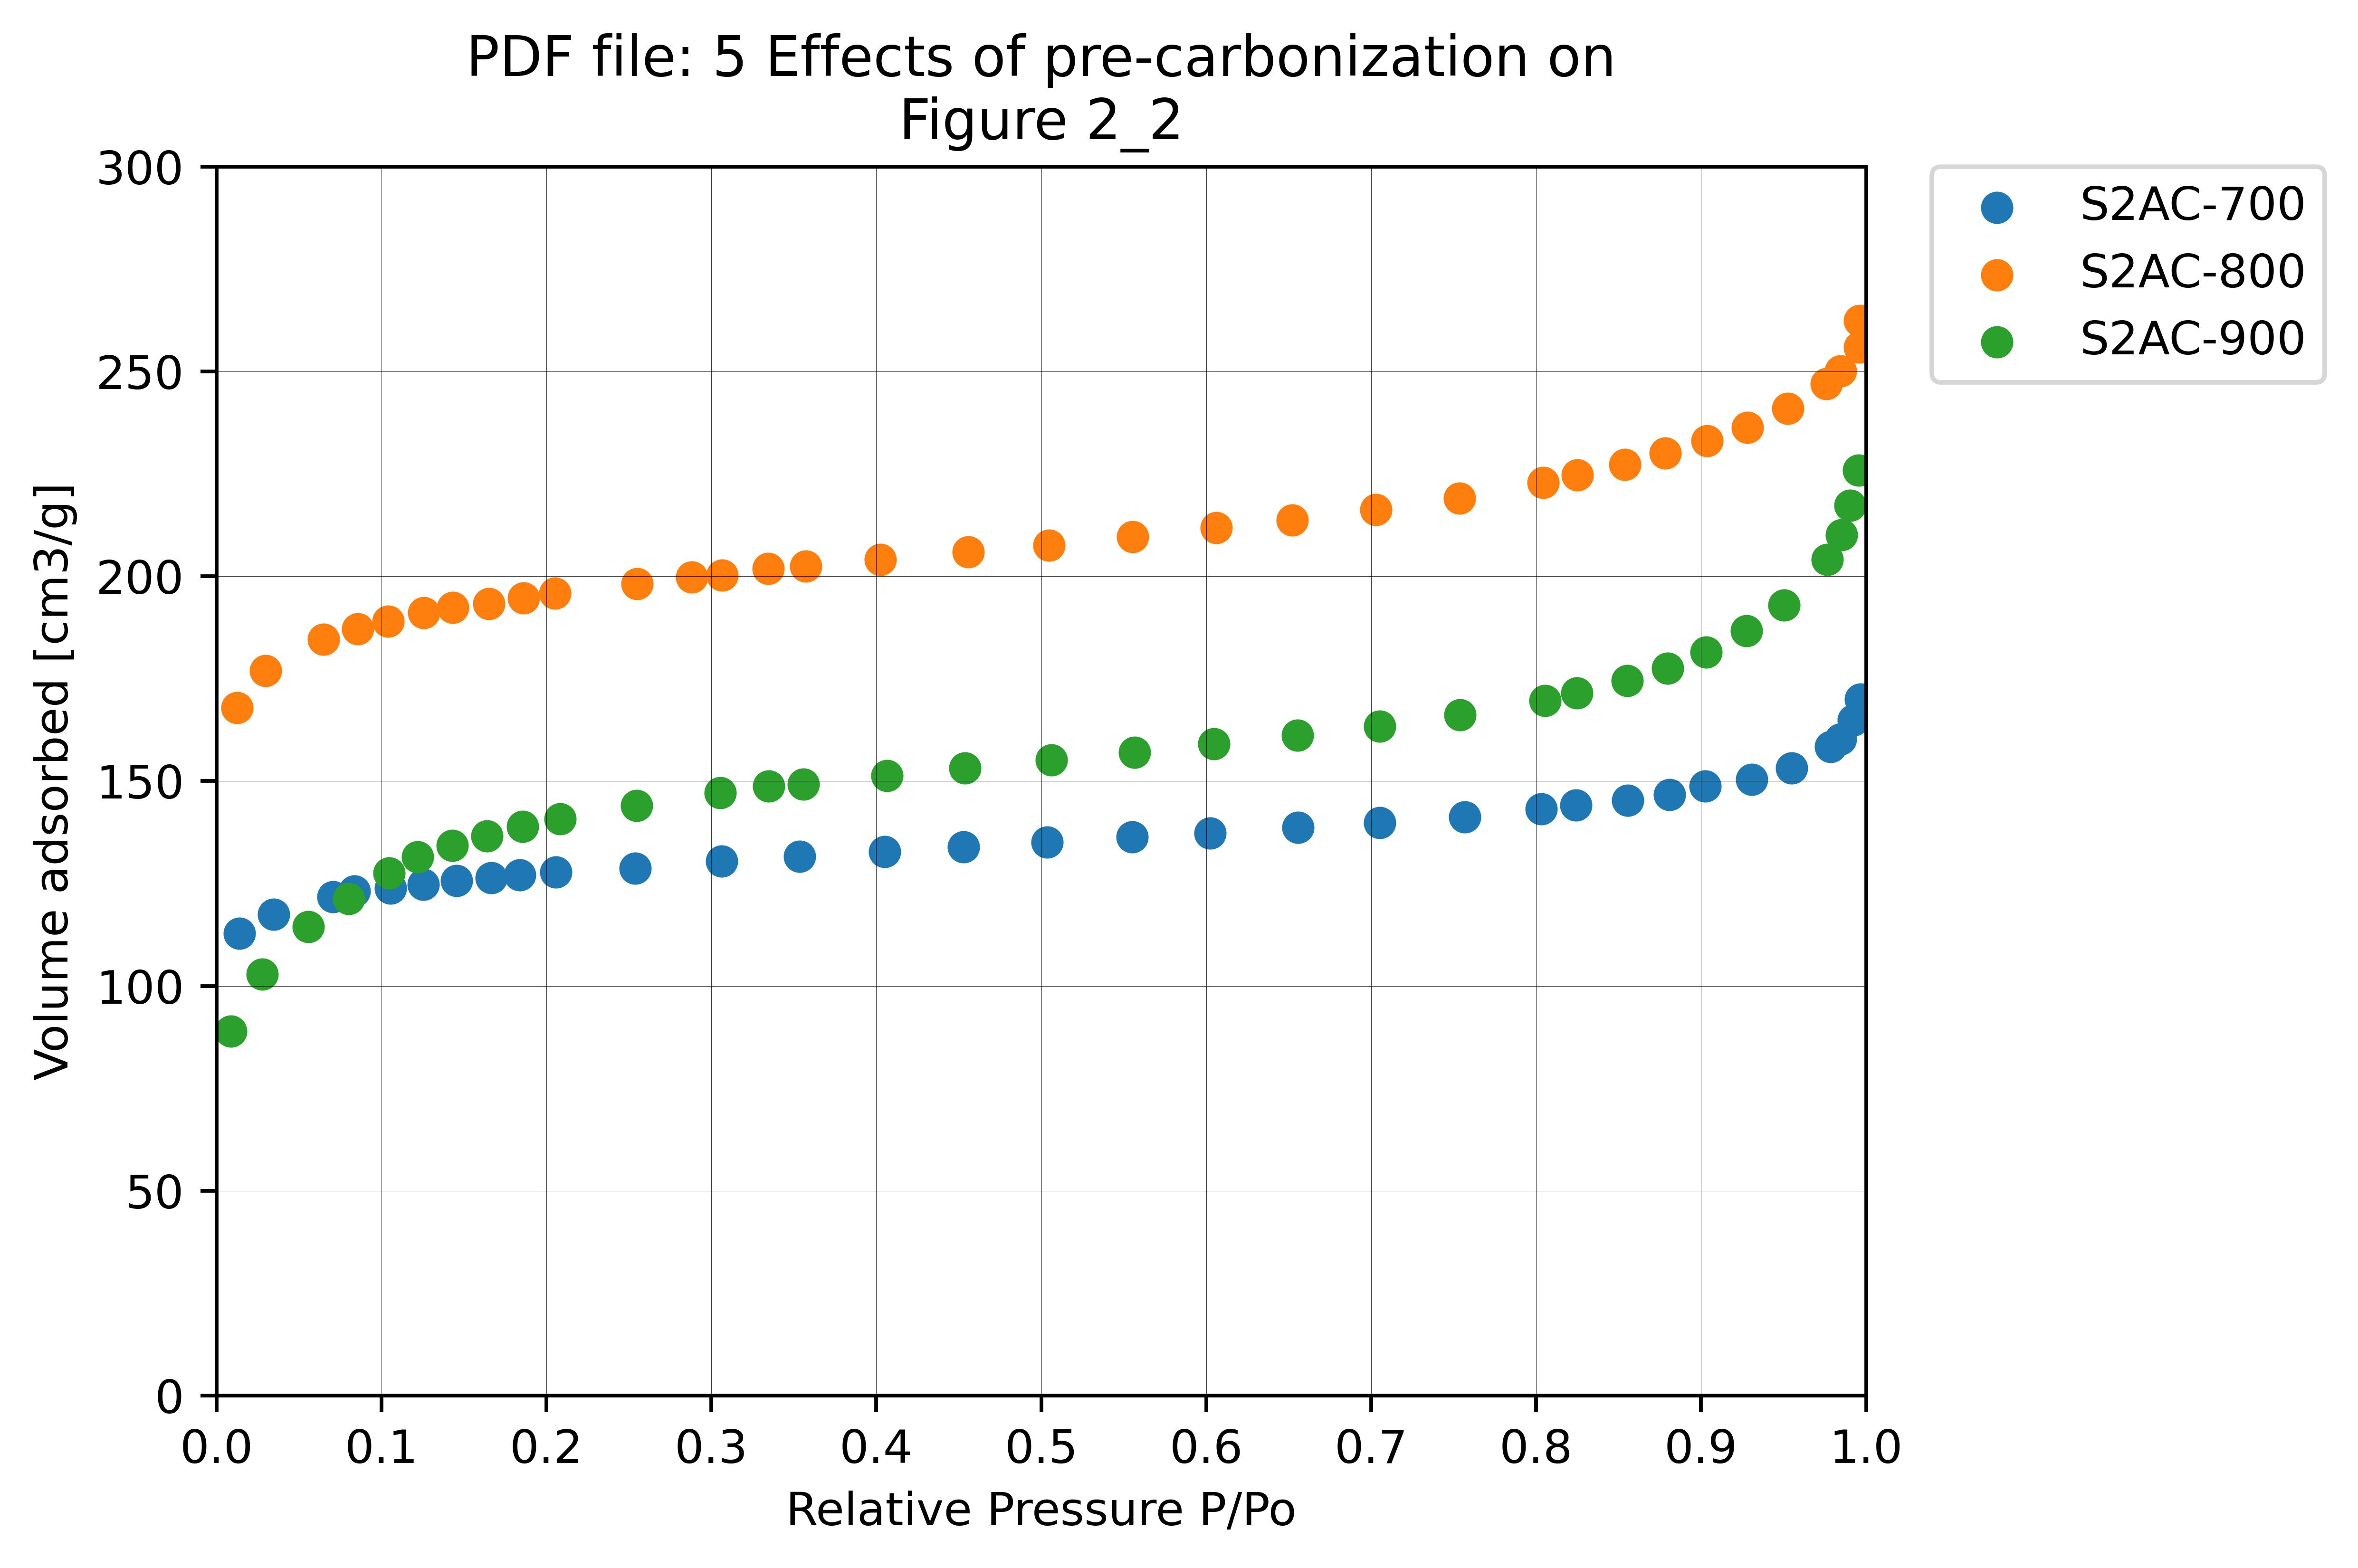 PDF file: 5 Effects of pre-carbonization on
Figure 2_2
300
250
200
150
100
50
0
Volume adsorbed [cm3/g]
0.0 0.1 0.2 0.3 0.4 0.5 0.6 0.7 0.8 0.9 1.0
Relative Pressure P/Po
S2AC-700
S2AC-800
S2AC-900